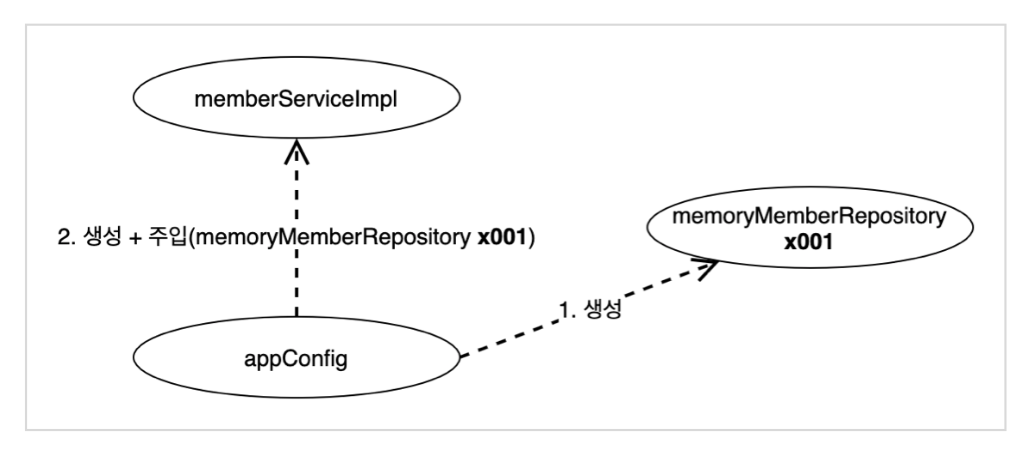 memberServiceImpl
memoryMemberRepository
x001
2. 생성 + 주입(memoryMemberRepository x001)
1. 생성
appConfig